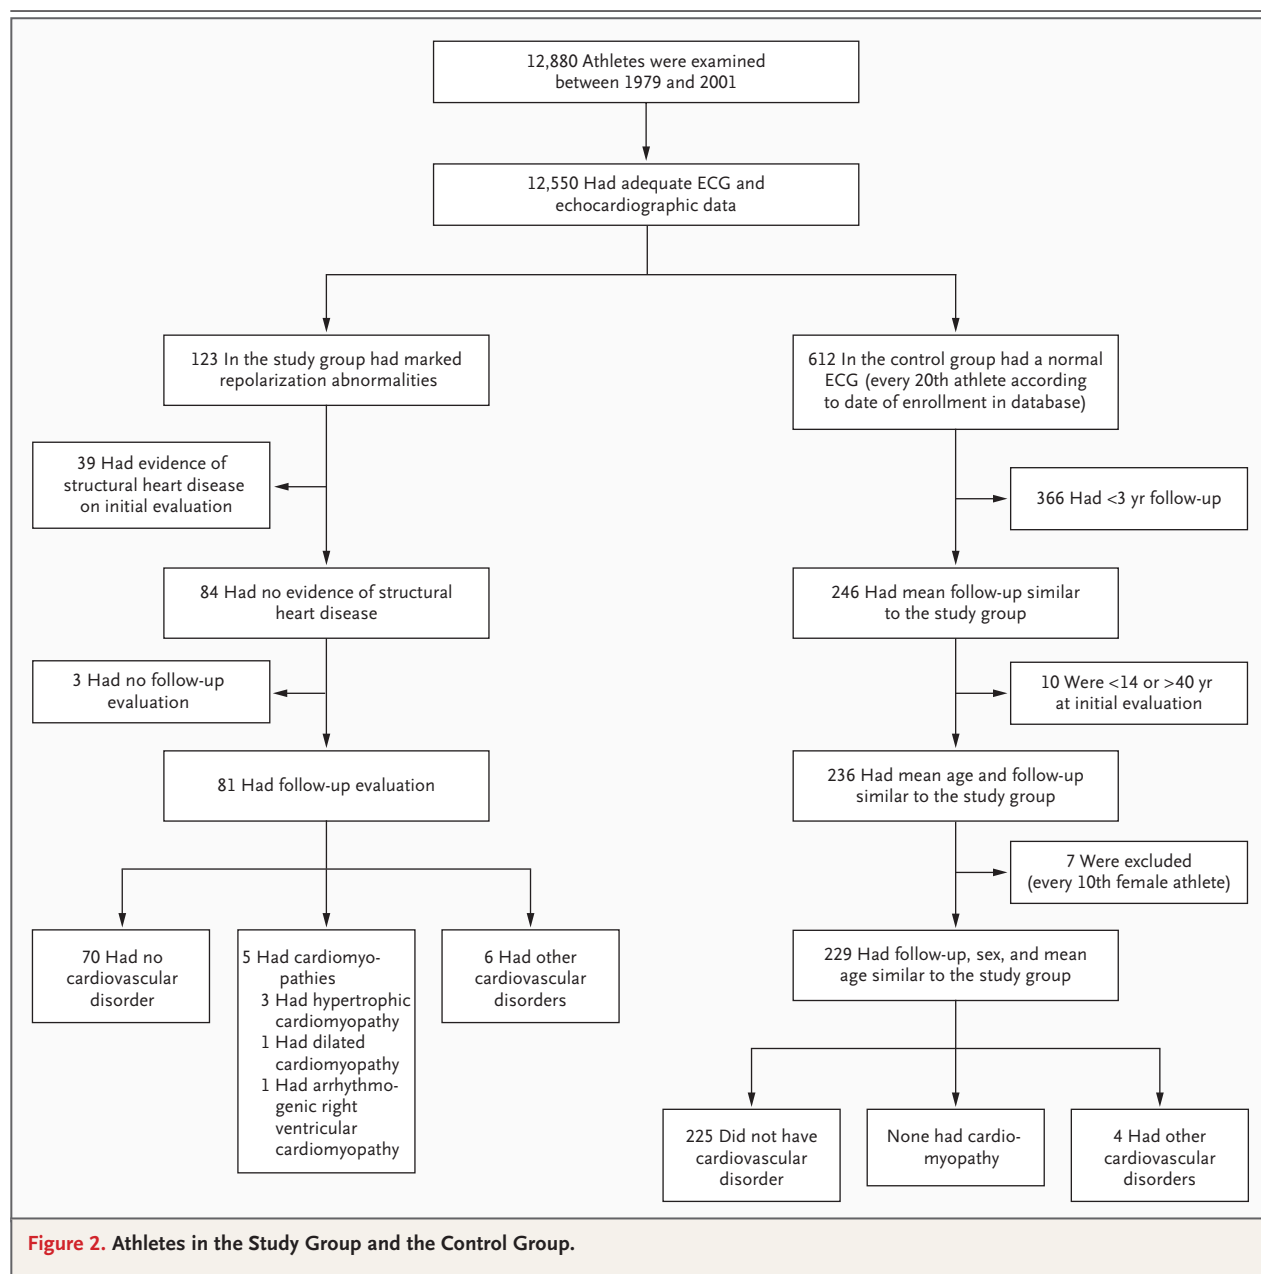 12,880 Athletes were examined
between 1979 and 2001
12,550 Had adequate ECG and
echocardiographic data
123 In the study group had marked
repolarization abnormalities
612 In the control group had a normal
ECG (every 20th athlete according
to date of enrollment in database)
39 Had evidence of
structural heart disease
on initial evaluation
366 Had <3 yr follow-up
84 Had no evidence of structural
heart disease
246 Had mean follow-up similar
to the study group
3 Had no follow-up
evaluation
10 Were <14 or >40 yr
at initial evaluation
81 Had follow-up evaluation
236 Had mean age and follow-up
similar to the study group
7 Were excluded
(every 10th female athlete)
70 Had no
cardiovascular
disorder
5 Had cardiomyo-
pathies
3 Had hypertrophic
cardiomyopathy
1 Had dilated
cardiomyopathy
1 Had arrhythmo-
genic right
ventricular
cardiomyopathy
6 Had other
cardiovascular
disorders
229 Had follow-up, sex, and mean
age similar to the study group
225 Did not have
cardiovascular
disorder
None had cardio-
myopathy
4 Had other
cardiovascular
disorders
Figure 2. Athletes in the Study Group and the Control Group.